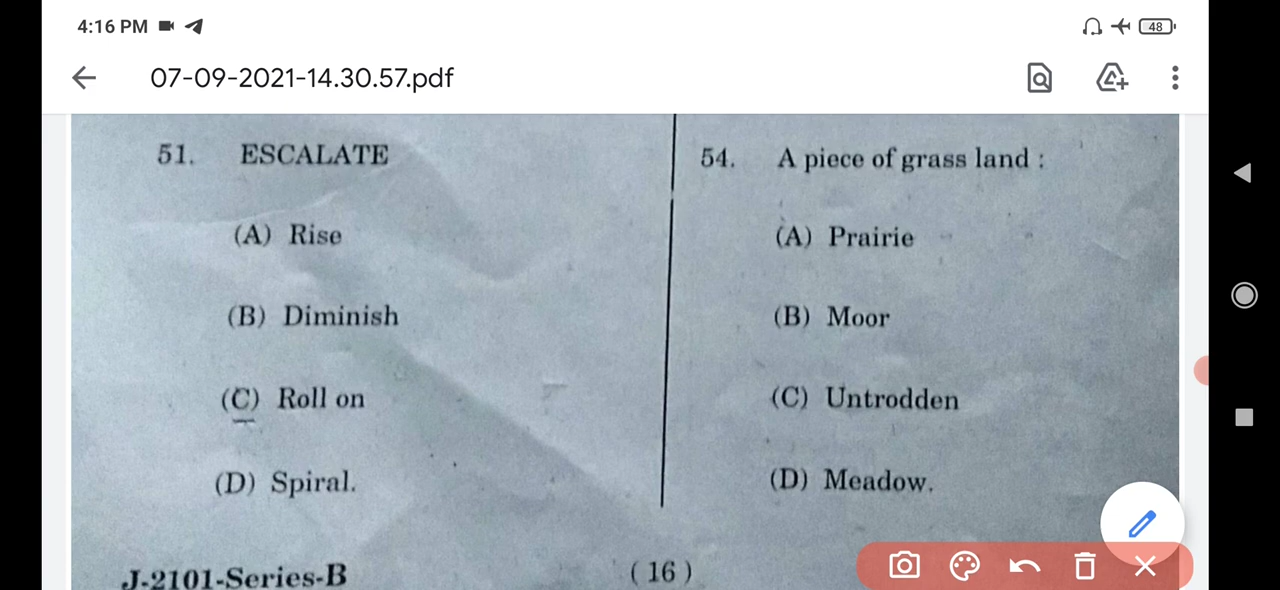 4:16 PM
48
07-09-2021-14.30.57.pdf
51. ESCALATE
(A) Rise
(B) Diminish
(C) Roll on
(D) Spiral.
54. A piece of grass land :
(A) Prairie
(B) Moor
(C) Untrodden
(D) Meadow.
J-2101-Series-B
( 16 )